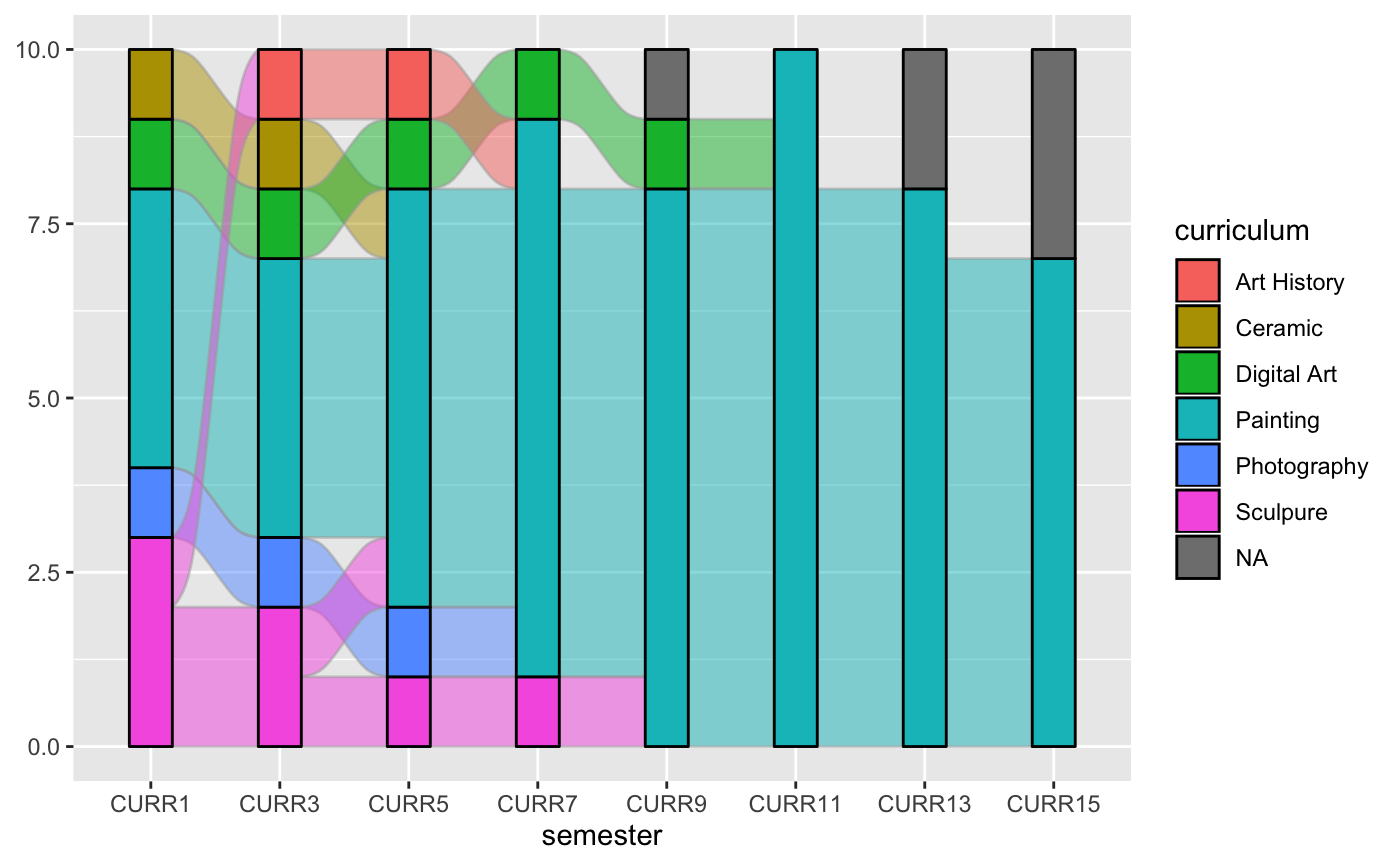 10.0
7.5
5.0
2.5
0.0
CURR1 CURR3 CURR5 CURR7 CURR9 CURR11 CURR13 CURR15
semester
curriculum
Art History
Ceramic
Digital Art
Painting
Photography
Sculpure
NA